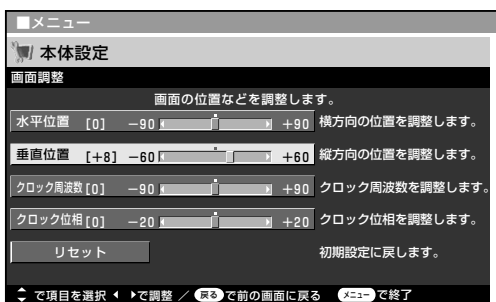 ■メニュー
本体設定
画面調整
画面の位置などを調整します。
水平位置 [0] －90 +90 横方向の位置を調整します。
垂直位置 [+8] －60 +60 縦方向の位置を調整します。
クロック周波数 [0] －90 +90 クロック周波数を調整します。
クロック位相 [0] －20 +20 クロック位相を調整します。
リセット 初期設定に戻します。
で項目を選択 で調整 ／ 戻る で前の画面に戻る メニュー で終了